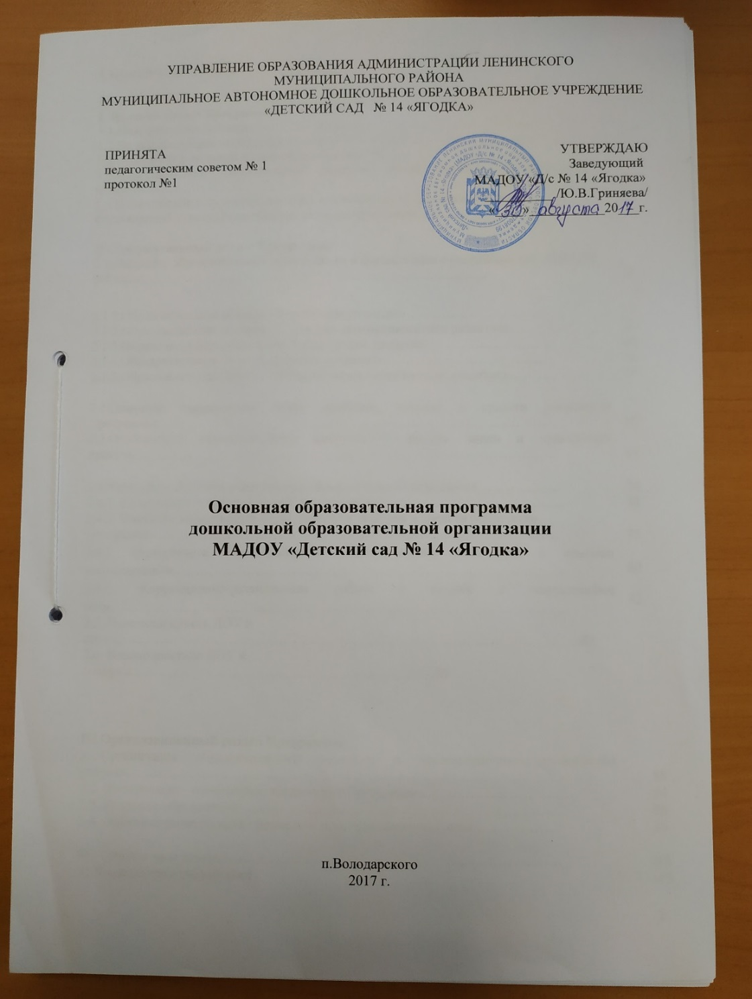 УПРАВЛЕНИЕ ОБРАЗОВАНИЯ АДМИНИСТРАЦИИ ЛЕНИНСКОГО
МУНИЦИПАЛЬНОГО РАЙОНА
МУНИЦИПАЛЬНОЕ АВТОНОМНОЕ ДОШКОЛЬНОЕ ОБРАЗОВАТЕЛЬНОЕ УЧРЕЖДЕНИЕ
«ДЕТСКИЙ САД № 14 «ЯГОДКА»
ПРИНЯТА
педагогическим советом № 1
протокол №1
УТВЕРЖДАЮ
Заведующий
МАДОУ «Д/с № 14 «Ягодка»
/Ю.В.Гриняева/
«30» августа 2017 г.
Основная образовательная программа
дошкольной образовательной организации
МАДОУ «Детский сад № 14 «Ягодка»
п.Володарского
2017 г.